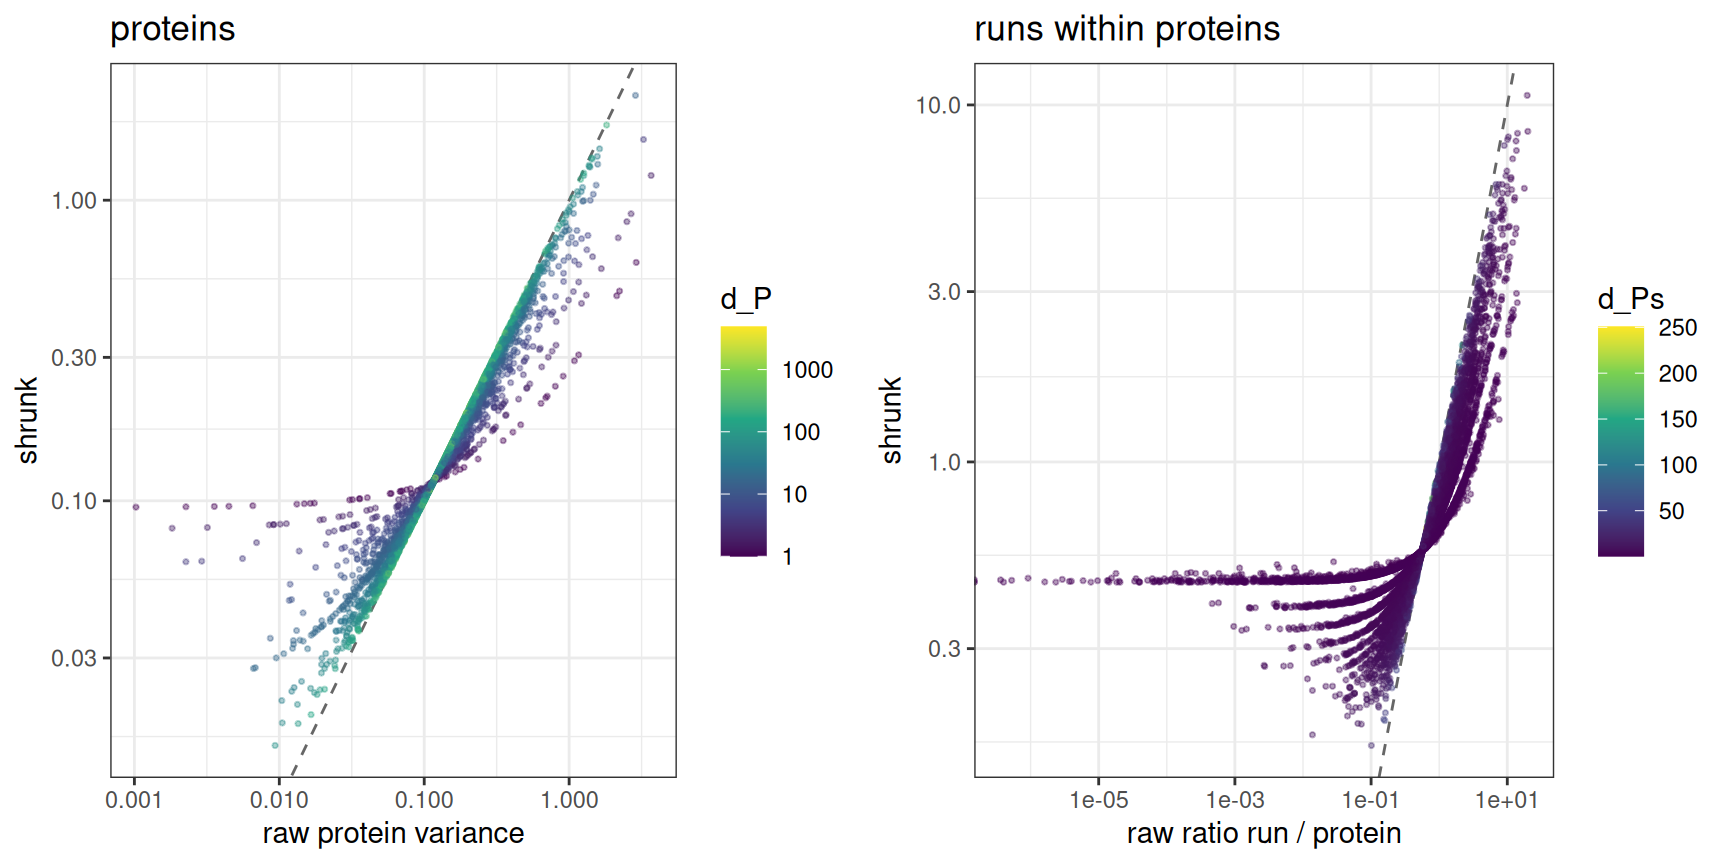 proteins
shrunk
1.00
0.30
0.10
0.03
0.001
0.010
0.100
1.000
raw protein variance
d_P
1000
100
10
1
runs within proteins
shrunk
10.0
3.0
1.0
0.3
1e-05
1e-03
1e-01
1e+01
raw ratio run / protein
d_Ps
250
200
150
100
50